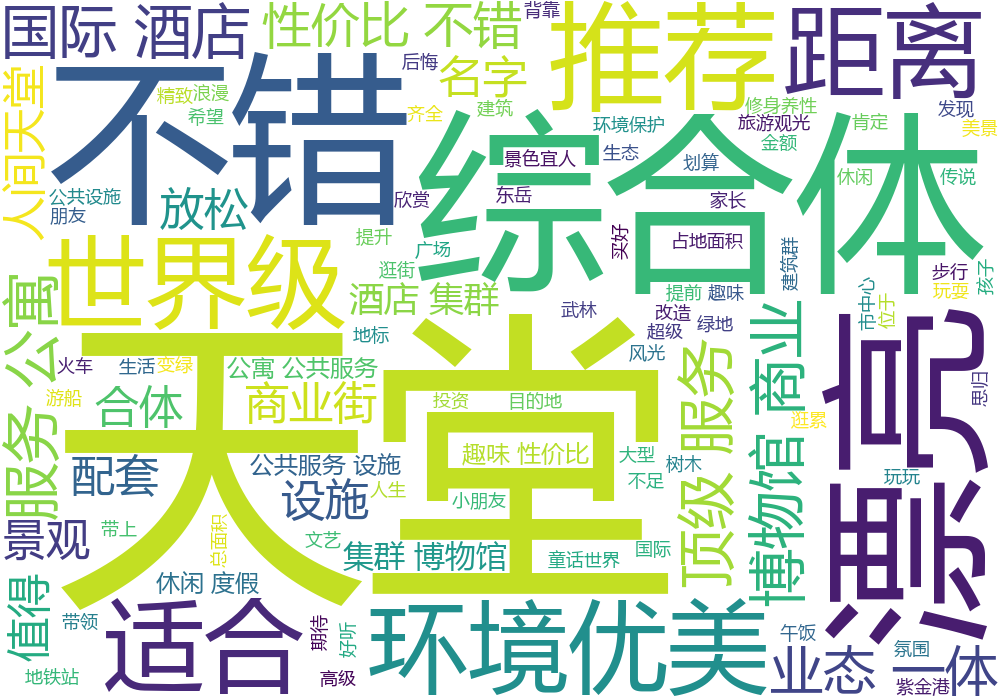 国际 酒店
性价比 不错
背靠
推荐
距离
不错
后悔
名字
精致
浪漫
希望
人间天堂
齐全
建筑
环境保护
修身养性
旅游观光
金额
肯定
发现
美景
综合体
景色宜人
生态
划算
休闲
传说
公共设施
朋友
放松
欣赏
东岳
家长
世界级
提升
广场
逛街
买好
占地面积
建筑群
步行
玩耍
孩子
酒店 集群
武林
提前
趣味
改造
超级
绿地
市中心
位于
服务 公寓
火车
生活
变绿
地标
公寓 公共服务
风光
顶级 服务
博物馆 商业
漂亮
思归
天堂
游船
合体
商业街
投资
目的地
逛累
配套
公共服务 设施
趣味 性价比
大型
树木
不足
玩玩
设施
人生
小朋友
景观
带上
总面积
文艺
集群 博物馆
童话世界
国际
值得
休闲 度假
适合
带领
期待
好听
环境优美
午饭
氛围
业态 一体
地铁站
高级
紫金港